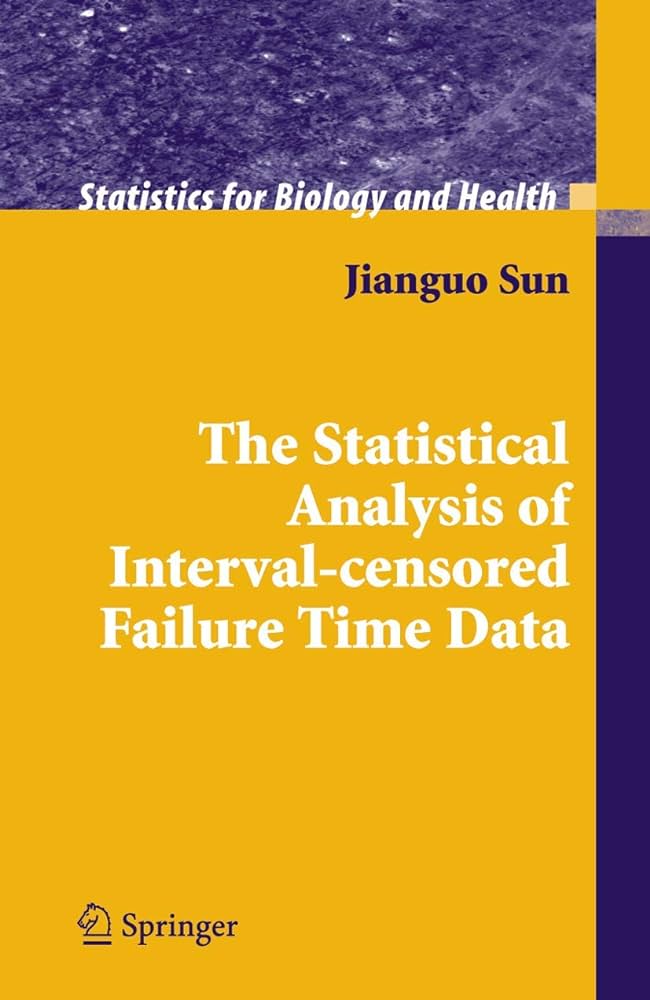 Statistics for Biology and Health
Jianguo Sun
The Statistical
Analysis of
Interval-censored
Failure Time Data
Springer